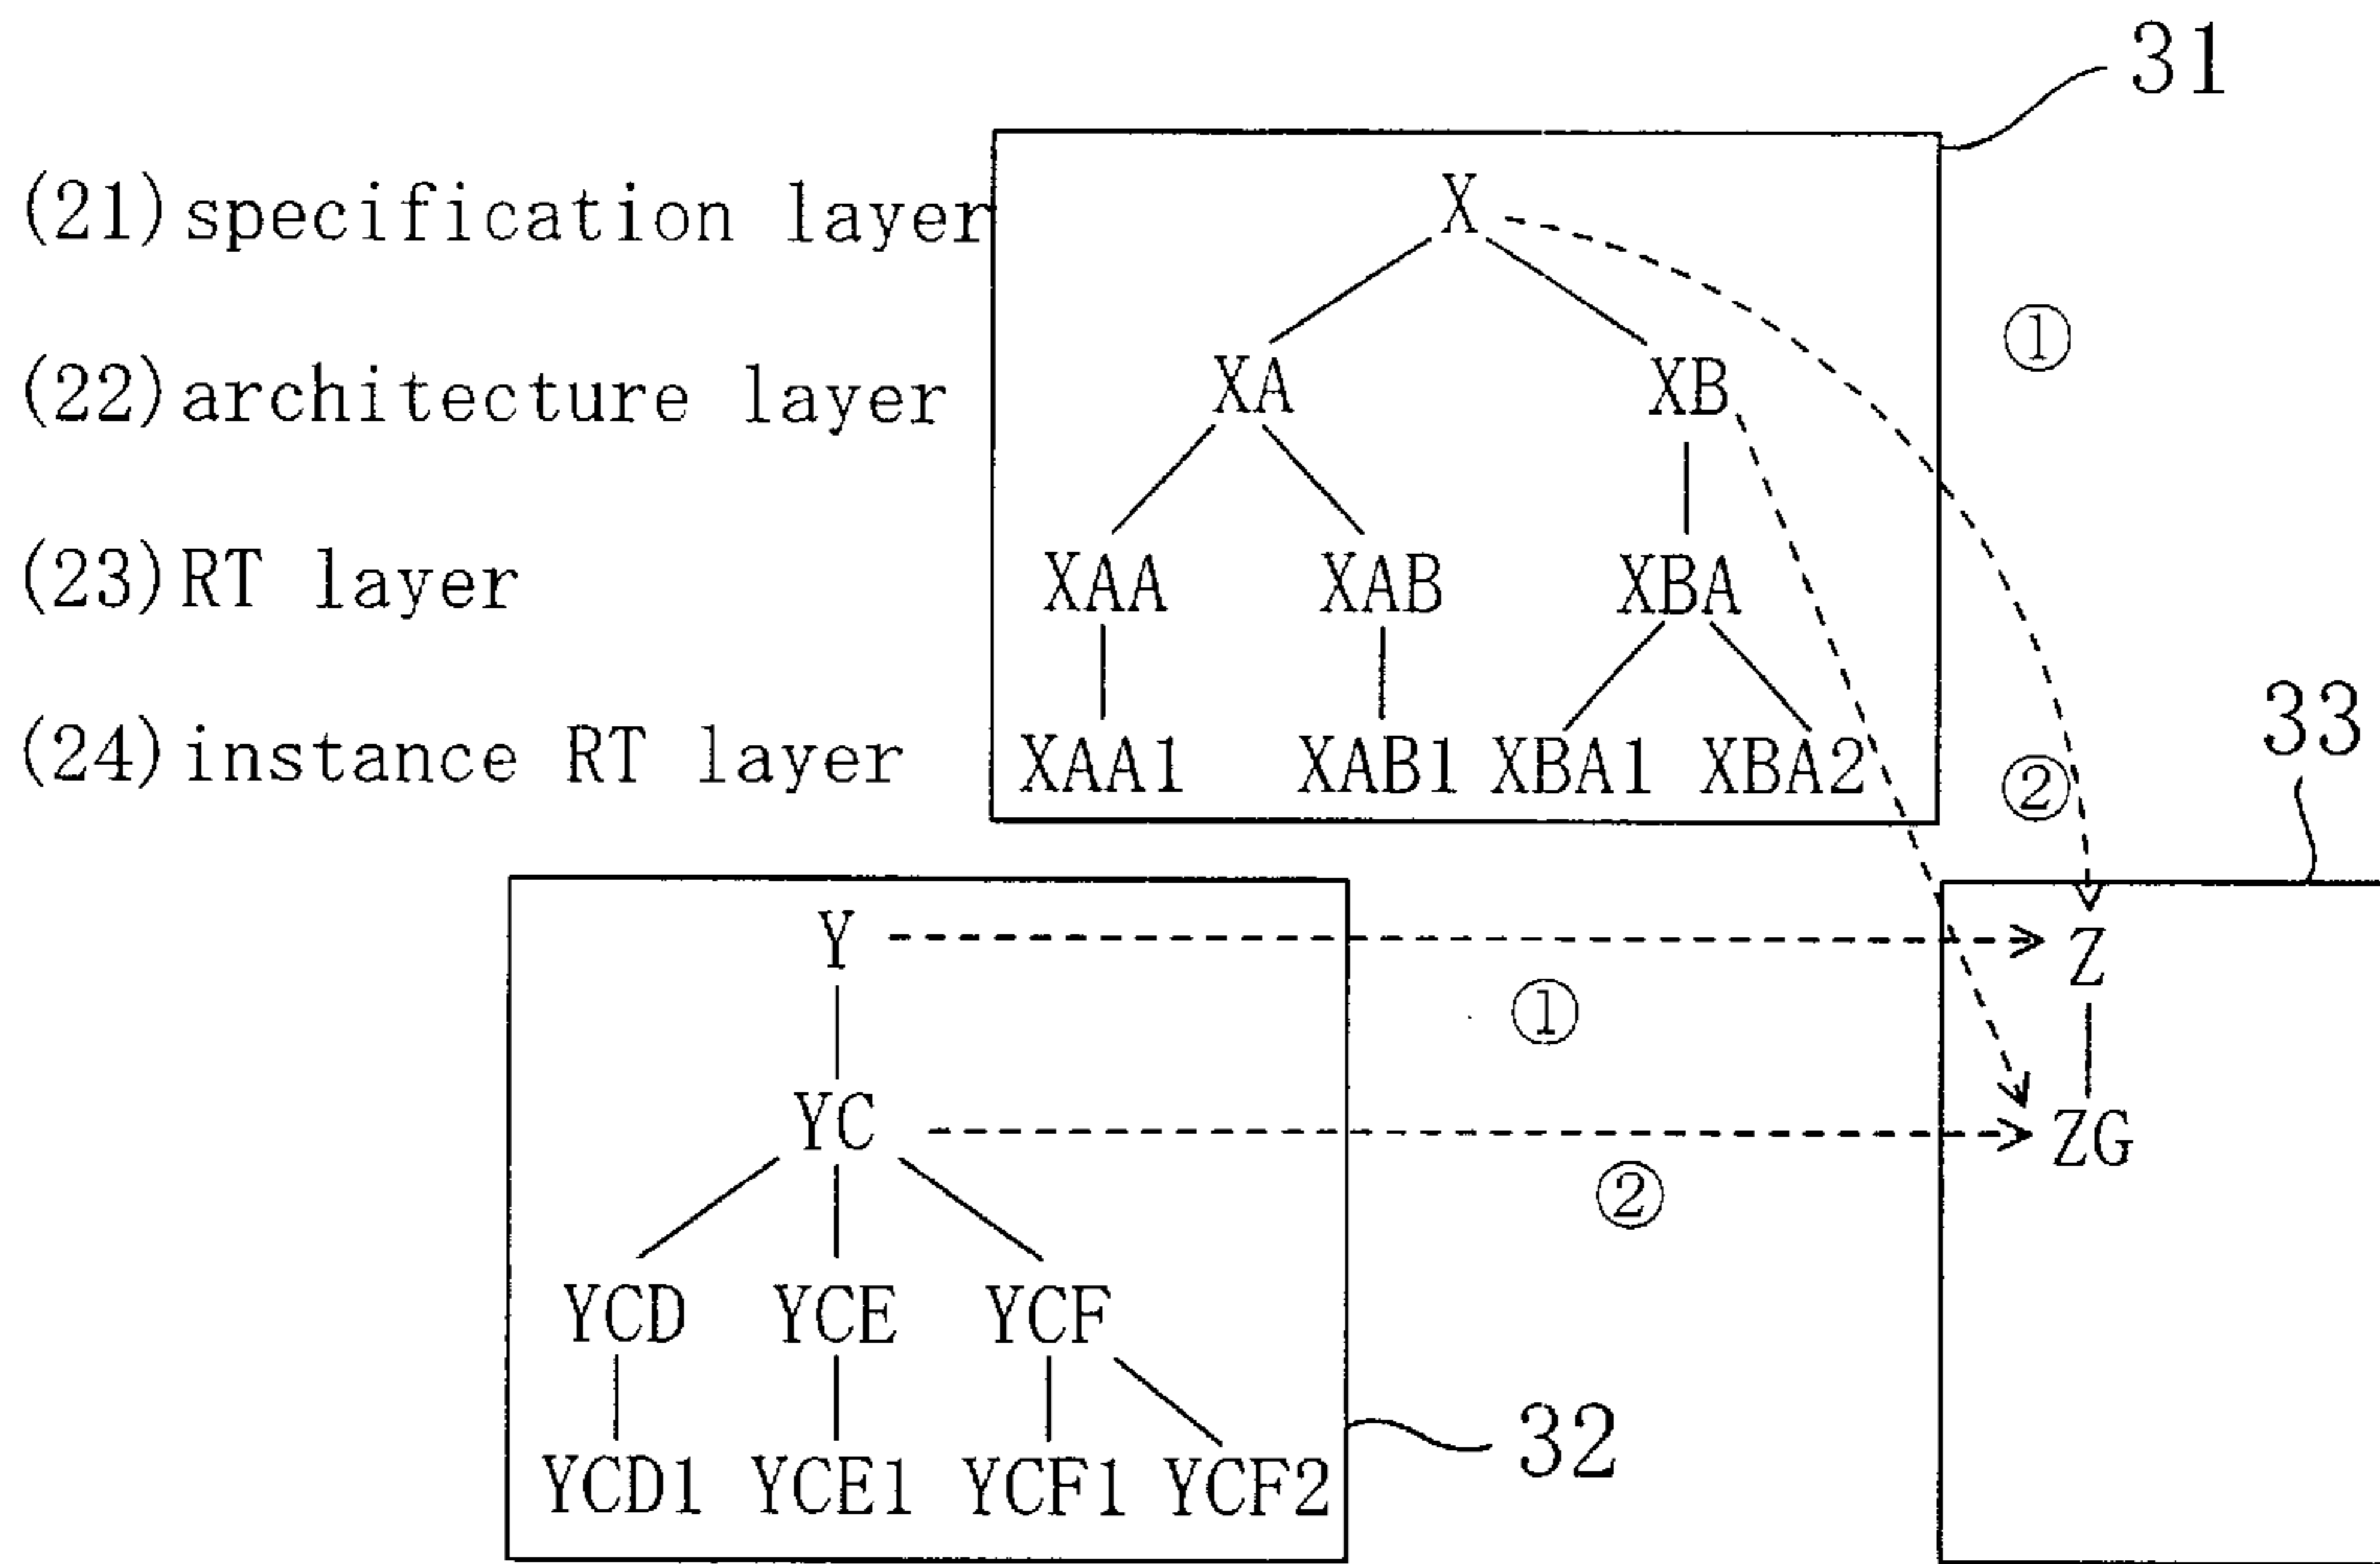 31
(21)specification layer X
①
(22)architecture layer XA XB
(23)RT layer XAA XAB XBA
33
(24)instance RT layer XAA1 XAB1 XBA1 XBA2
②
Y Z
①
YC ZG
②
YCD YCE YCF
32
YCD1 YCE1 YCF1 YCF2